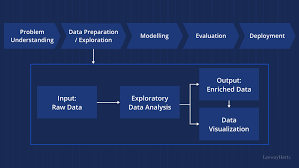 Problem
Understanding
Data Preparation
/ Exploration
Modelling
Evaluation
Deployment
Input:
Raw Data
Exploratory
Data Analysis
Output:
Enriched Data
Data
Visualization